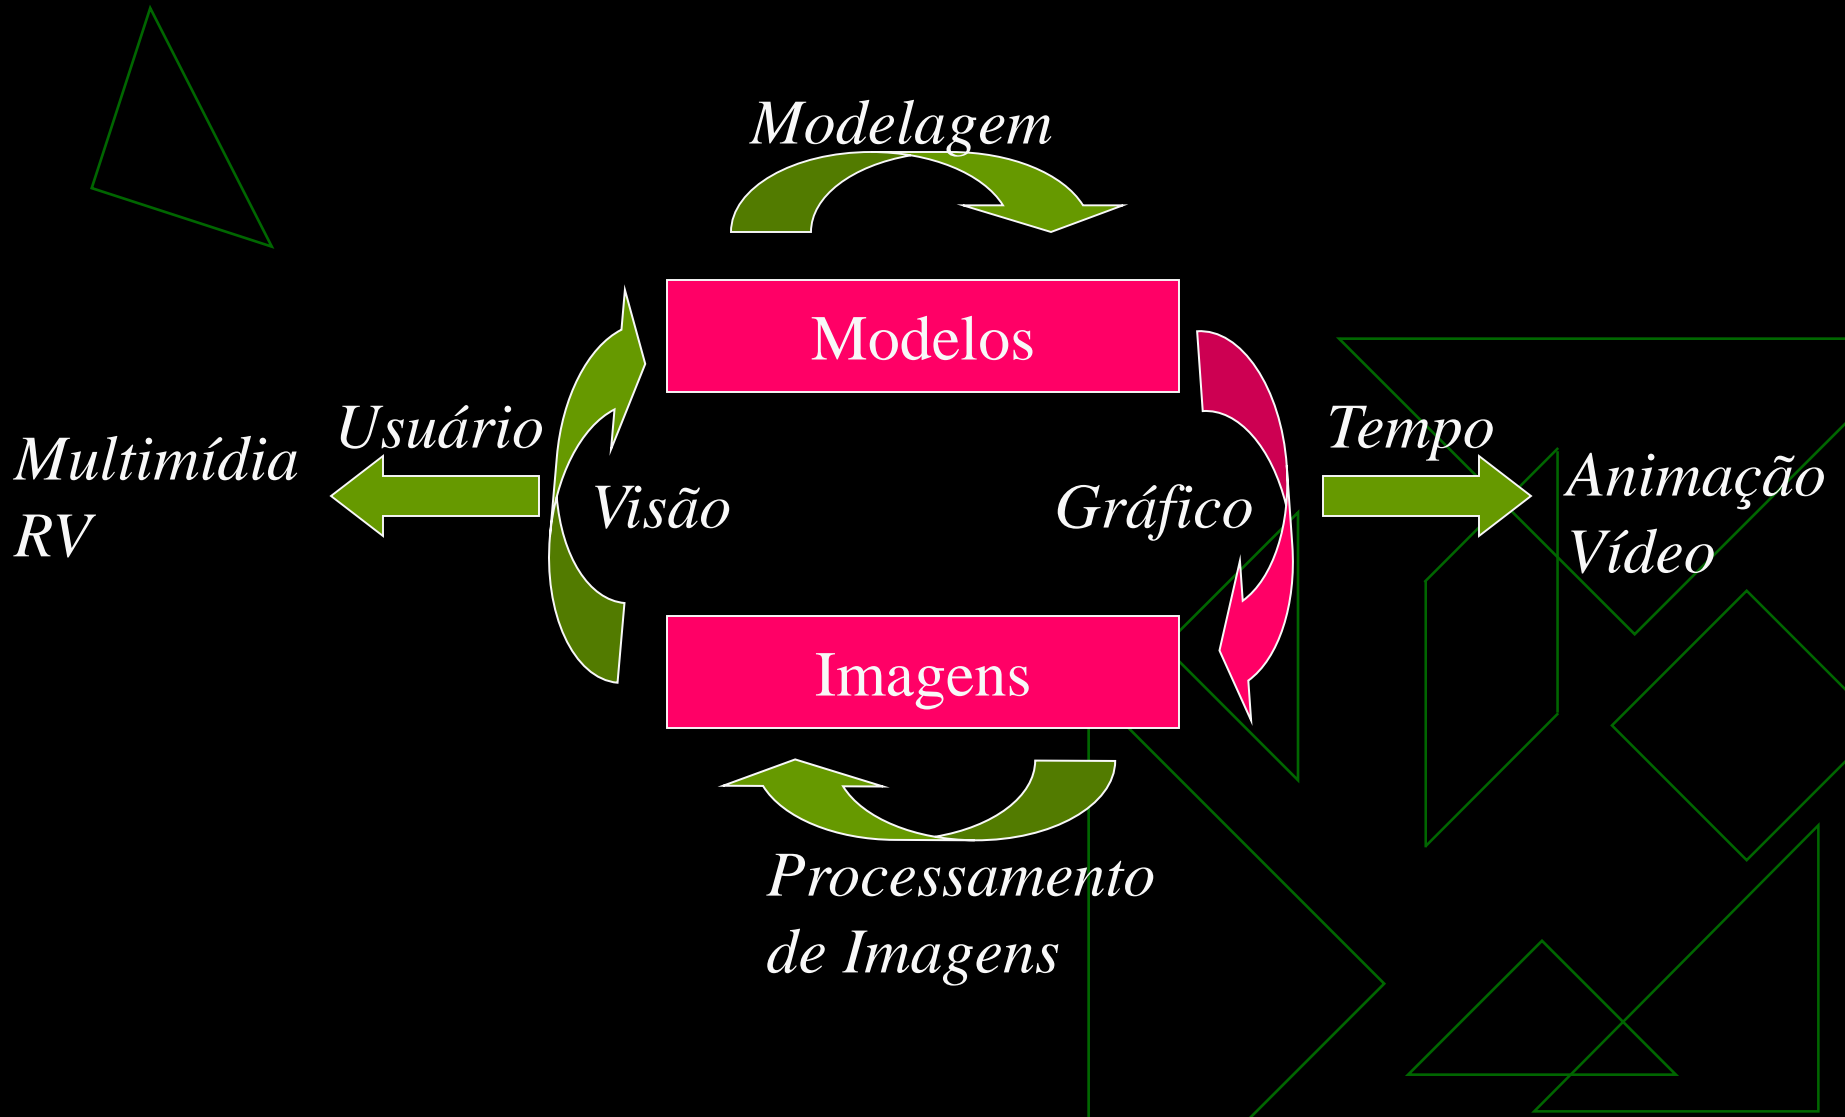 Modelagem
Modelos
Usuário
Multimídia
RV
Visão
Gráfico
Tempo
Animação
Vídeo
Imagens
Processamento
de Imagens